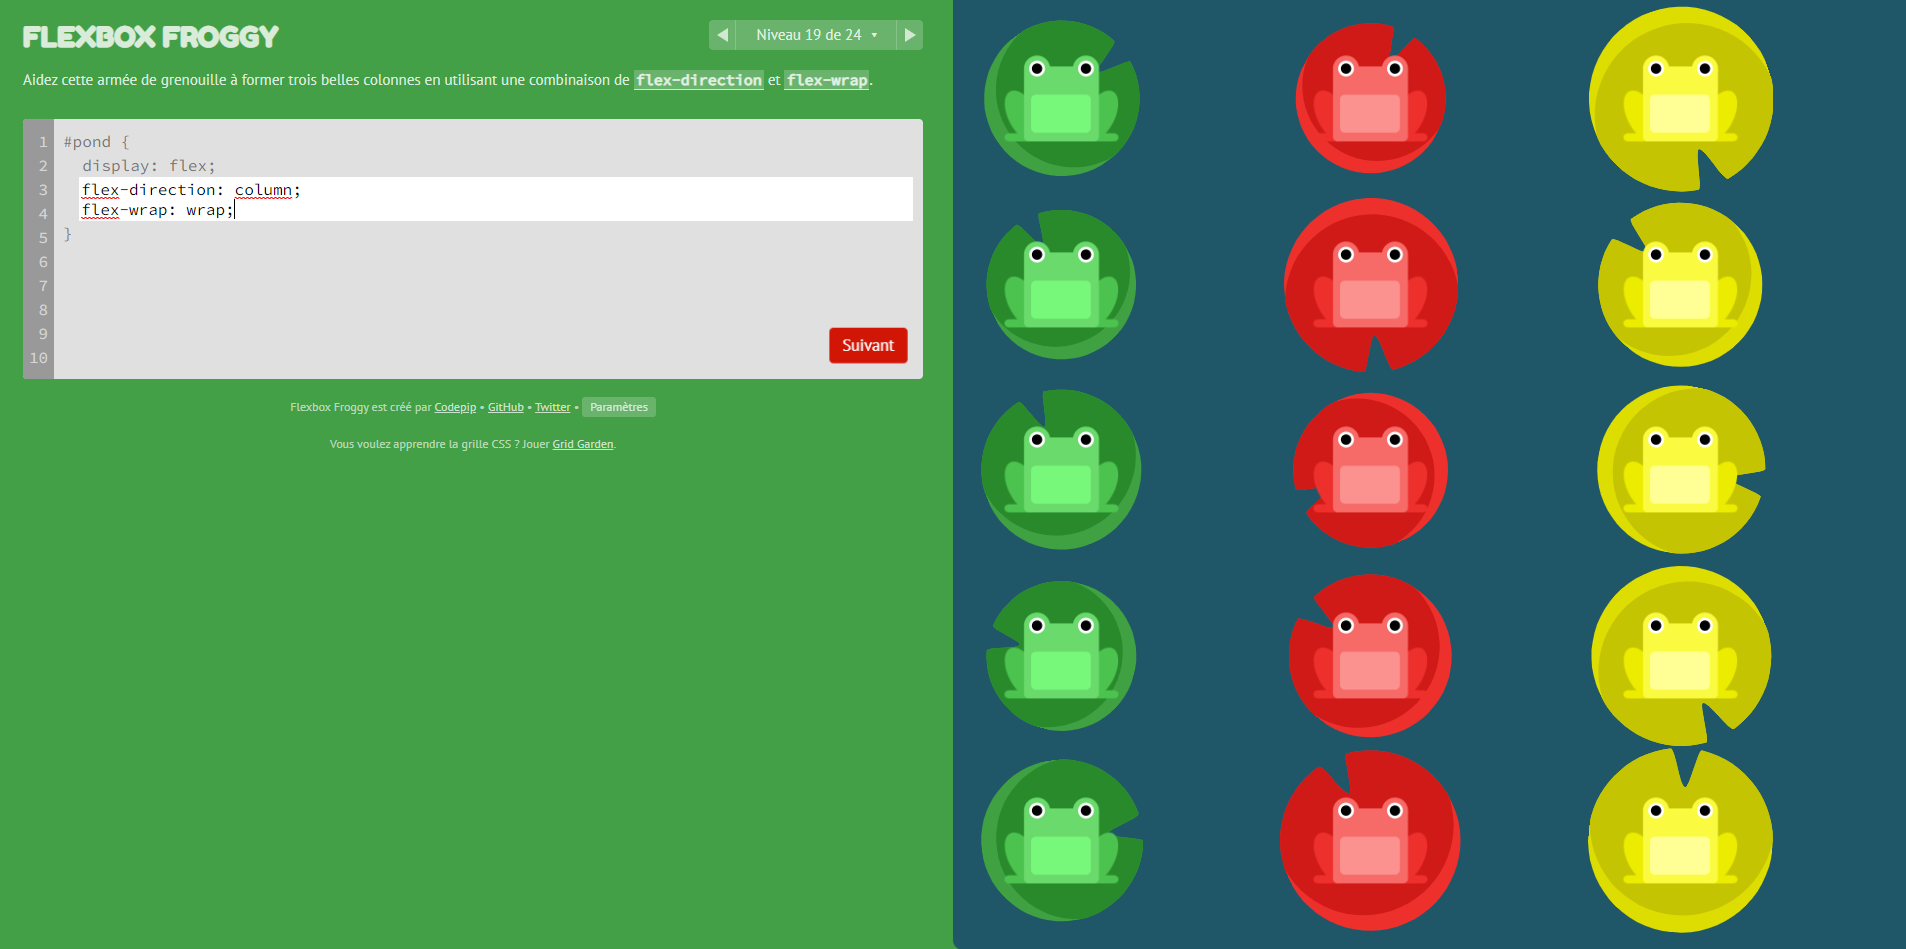 FLEXBOX FROGGY
Niveau 19 de 24
Aidez cette armée de grenouille à former trois belles colonnes en utilisant une combinaison de flex-direction et flex-wrap.
1 #pond {
2 display: flex;
3 flex-direction: column;
4 flex-wrap: wrap;
5 }
6
7
8
9
10
Suivant
Flexbox Froggy est créé par Codepip • GitHub • Twitter • Paramètres
Vous voulez apprendre la grille CSS ? Jouer Grid Garden.